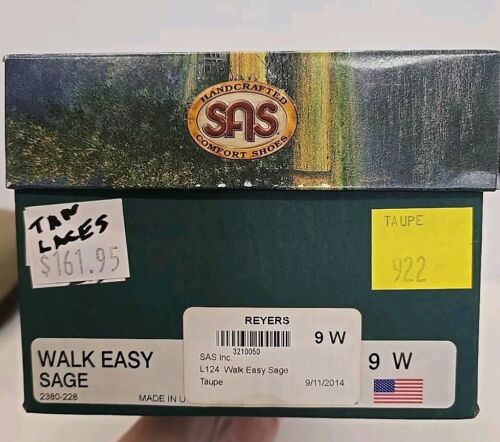 HANDCRAFTED
SAS
COMFORT SHOES
TAN
LACES
$161.95
TAUPE
922
REYERS
3210050
9 W
SAS Inc.
L124 Walk Easy Sage
Taupe 9/11/2014
WALK EASY
SAGE
2380-228
MADE IN U
9 W